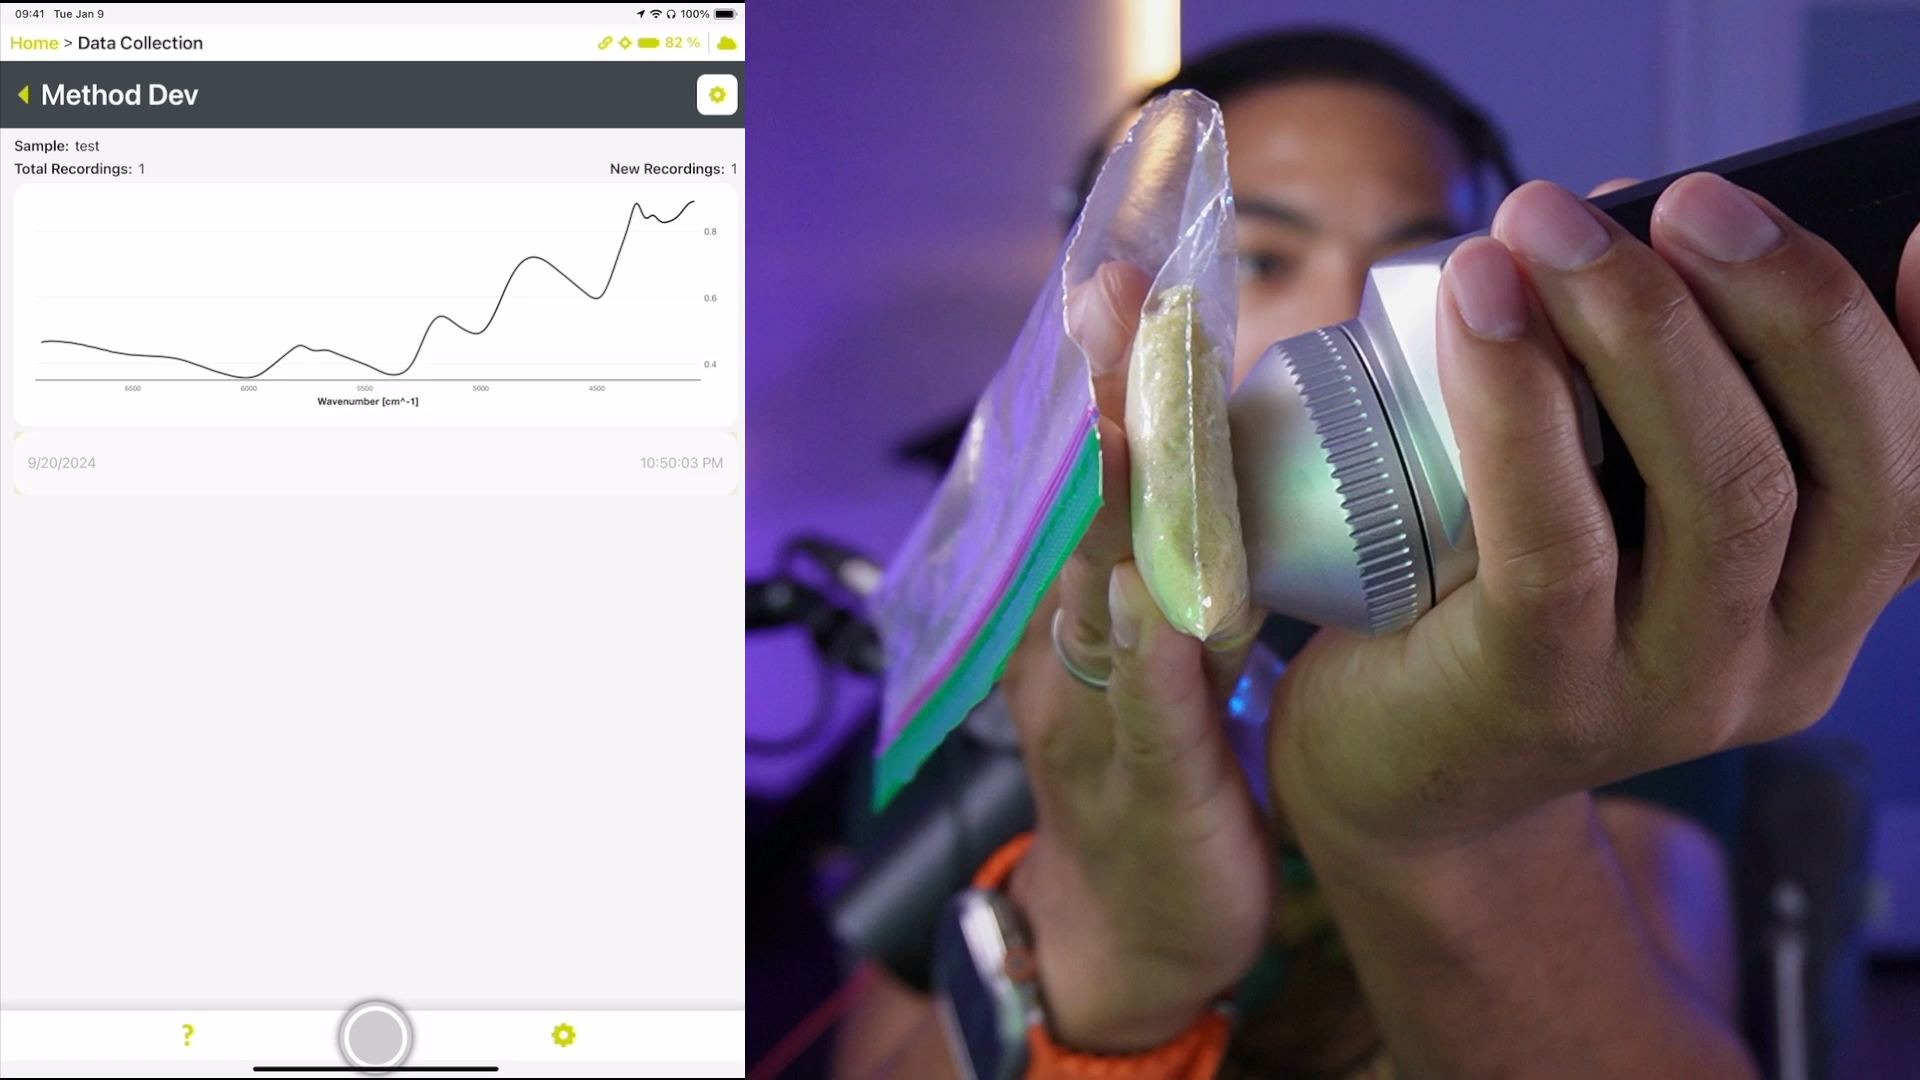 09:41 Tue Jan 9 100%
Home > Data Collection 82 %
Method Dev
Sample: test
Total Recordings: 1 New Recordings: 1
0.8
0.6
0.4
6500 6000 5500 5000 4500
Wavenumber [cm^-1]
9/20/2024 10:50:03 PM
?